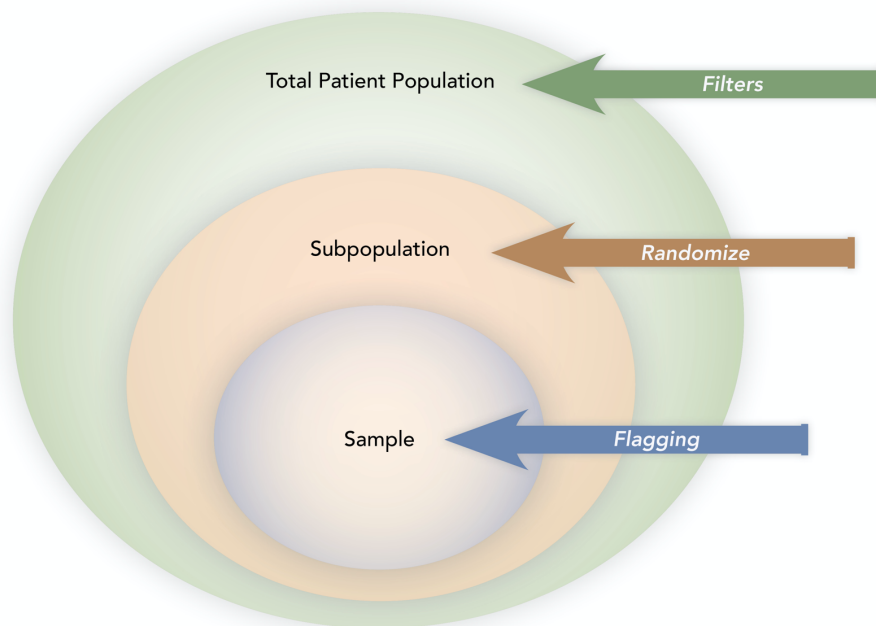 Total Patient Population
Filters
Subpopulation
Randomize
Sample
Flagging